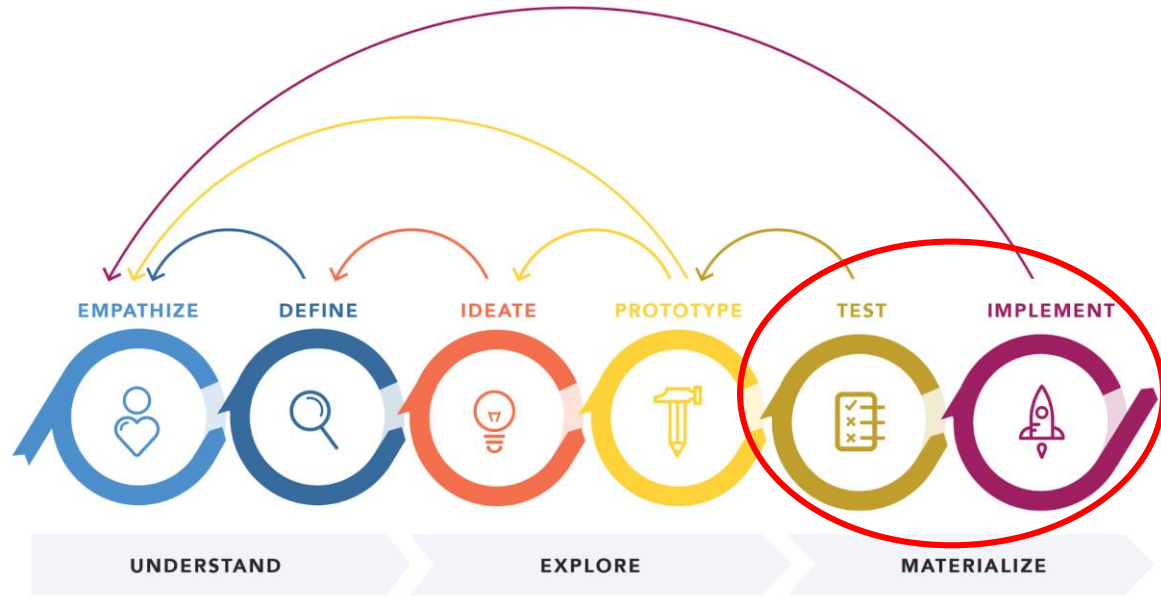 EMPATHIZE
DEFINE
IDEATE
PROTOTYPE
TEST
IMPLEMENT
UNDERSTAND
EXPLORE
MATERIALIZE